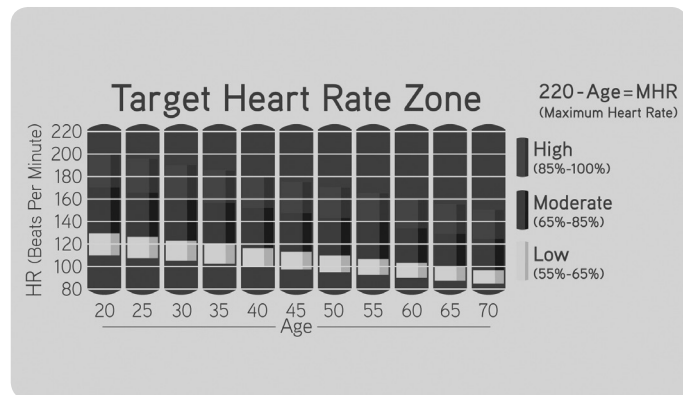 Target Heart Rate Zone
220-Age=MHR
(Maximum Heart Rate)
HR (Beats Per Minute)
220
200
180
160
140
120
100
80
20 25 30 35 40 45 50 55 60 65 70
Age
High
(85%-100%)
Moderate
(65%-85%)
Low
(55%-65%)